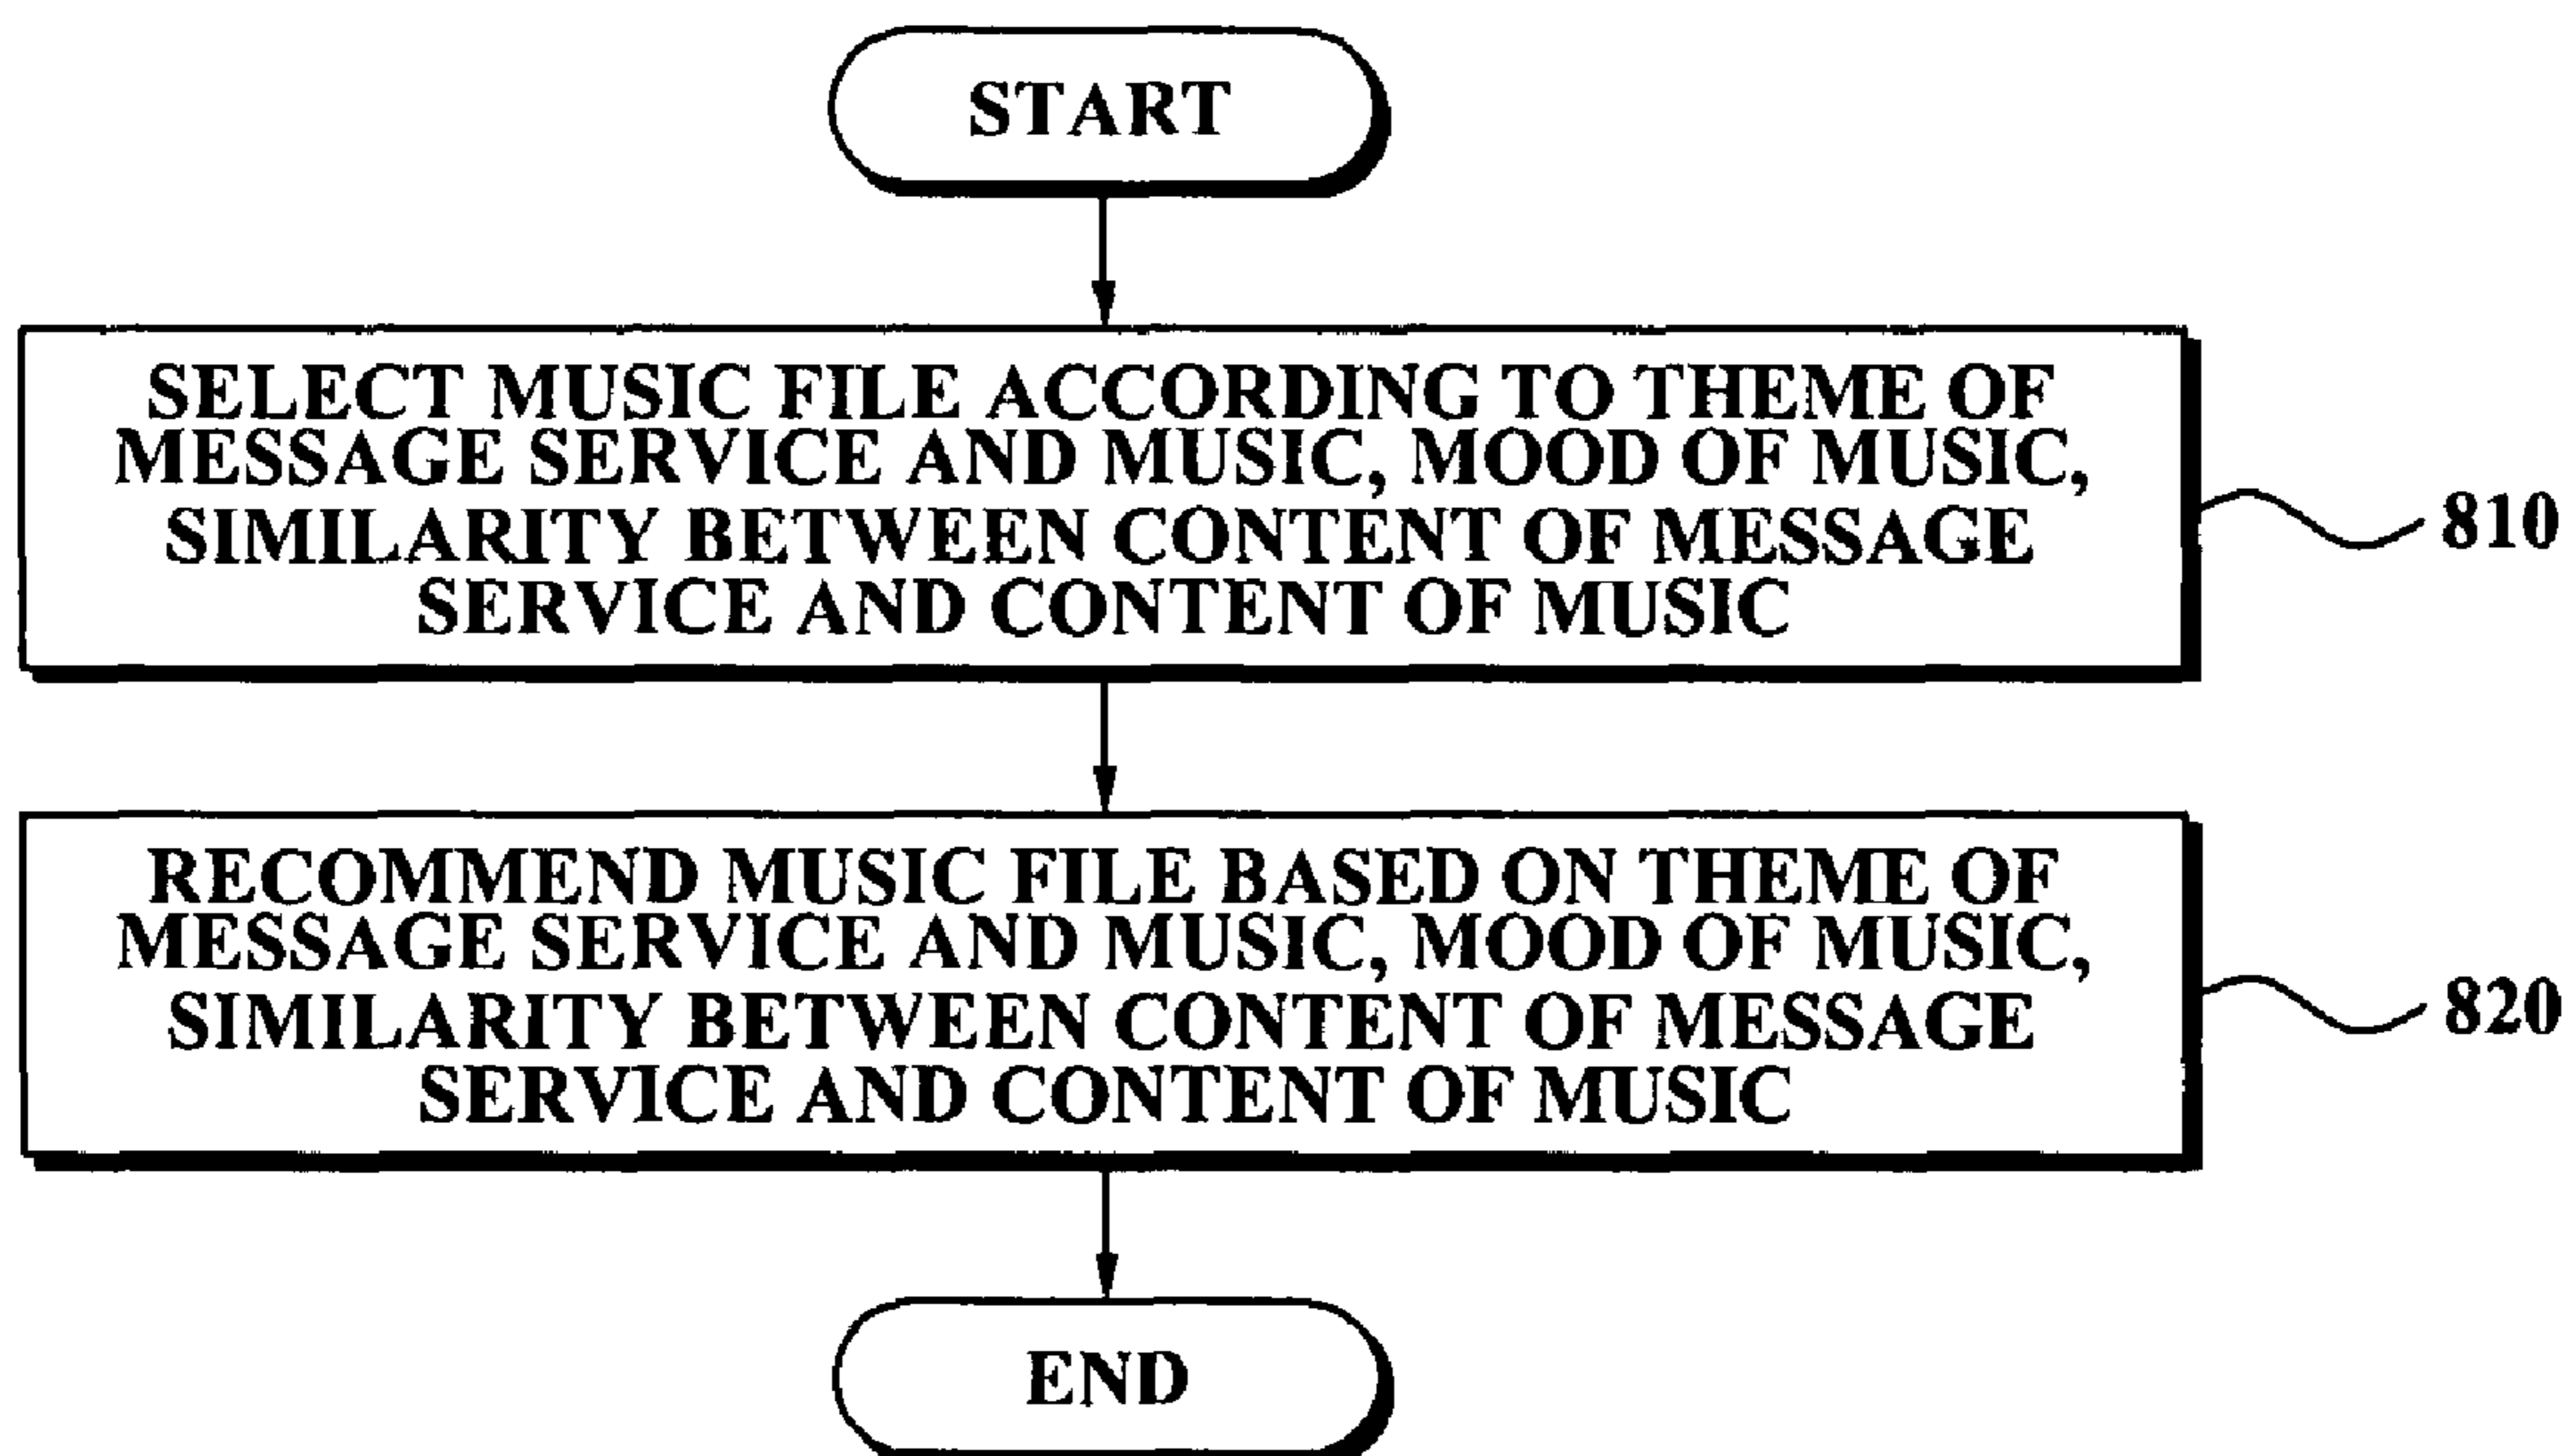 START
SELECT MUSIC FILE ACCORDING TO THEME OF
MESSAGE SERVICE AND MUSIC, MOOD OF MUSIC,
SIMILARITY BETWEEN CONTENT OF MESSAGE
SERVICE AND CONTENT OF MUSIC
810
RECOMMEND MUSIC FILE BASED ON THEME OF
MESSAGE SERVICE AND MUSIC, MOOD OF MUSIC,
SIMILARITY BETWEEN CONTENT OF MESSAGE
SERVICE AND CONTENT OF MUSIC
820
END